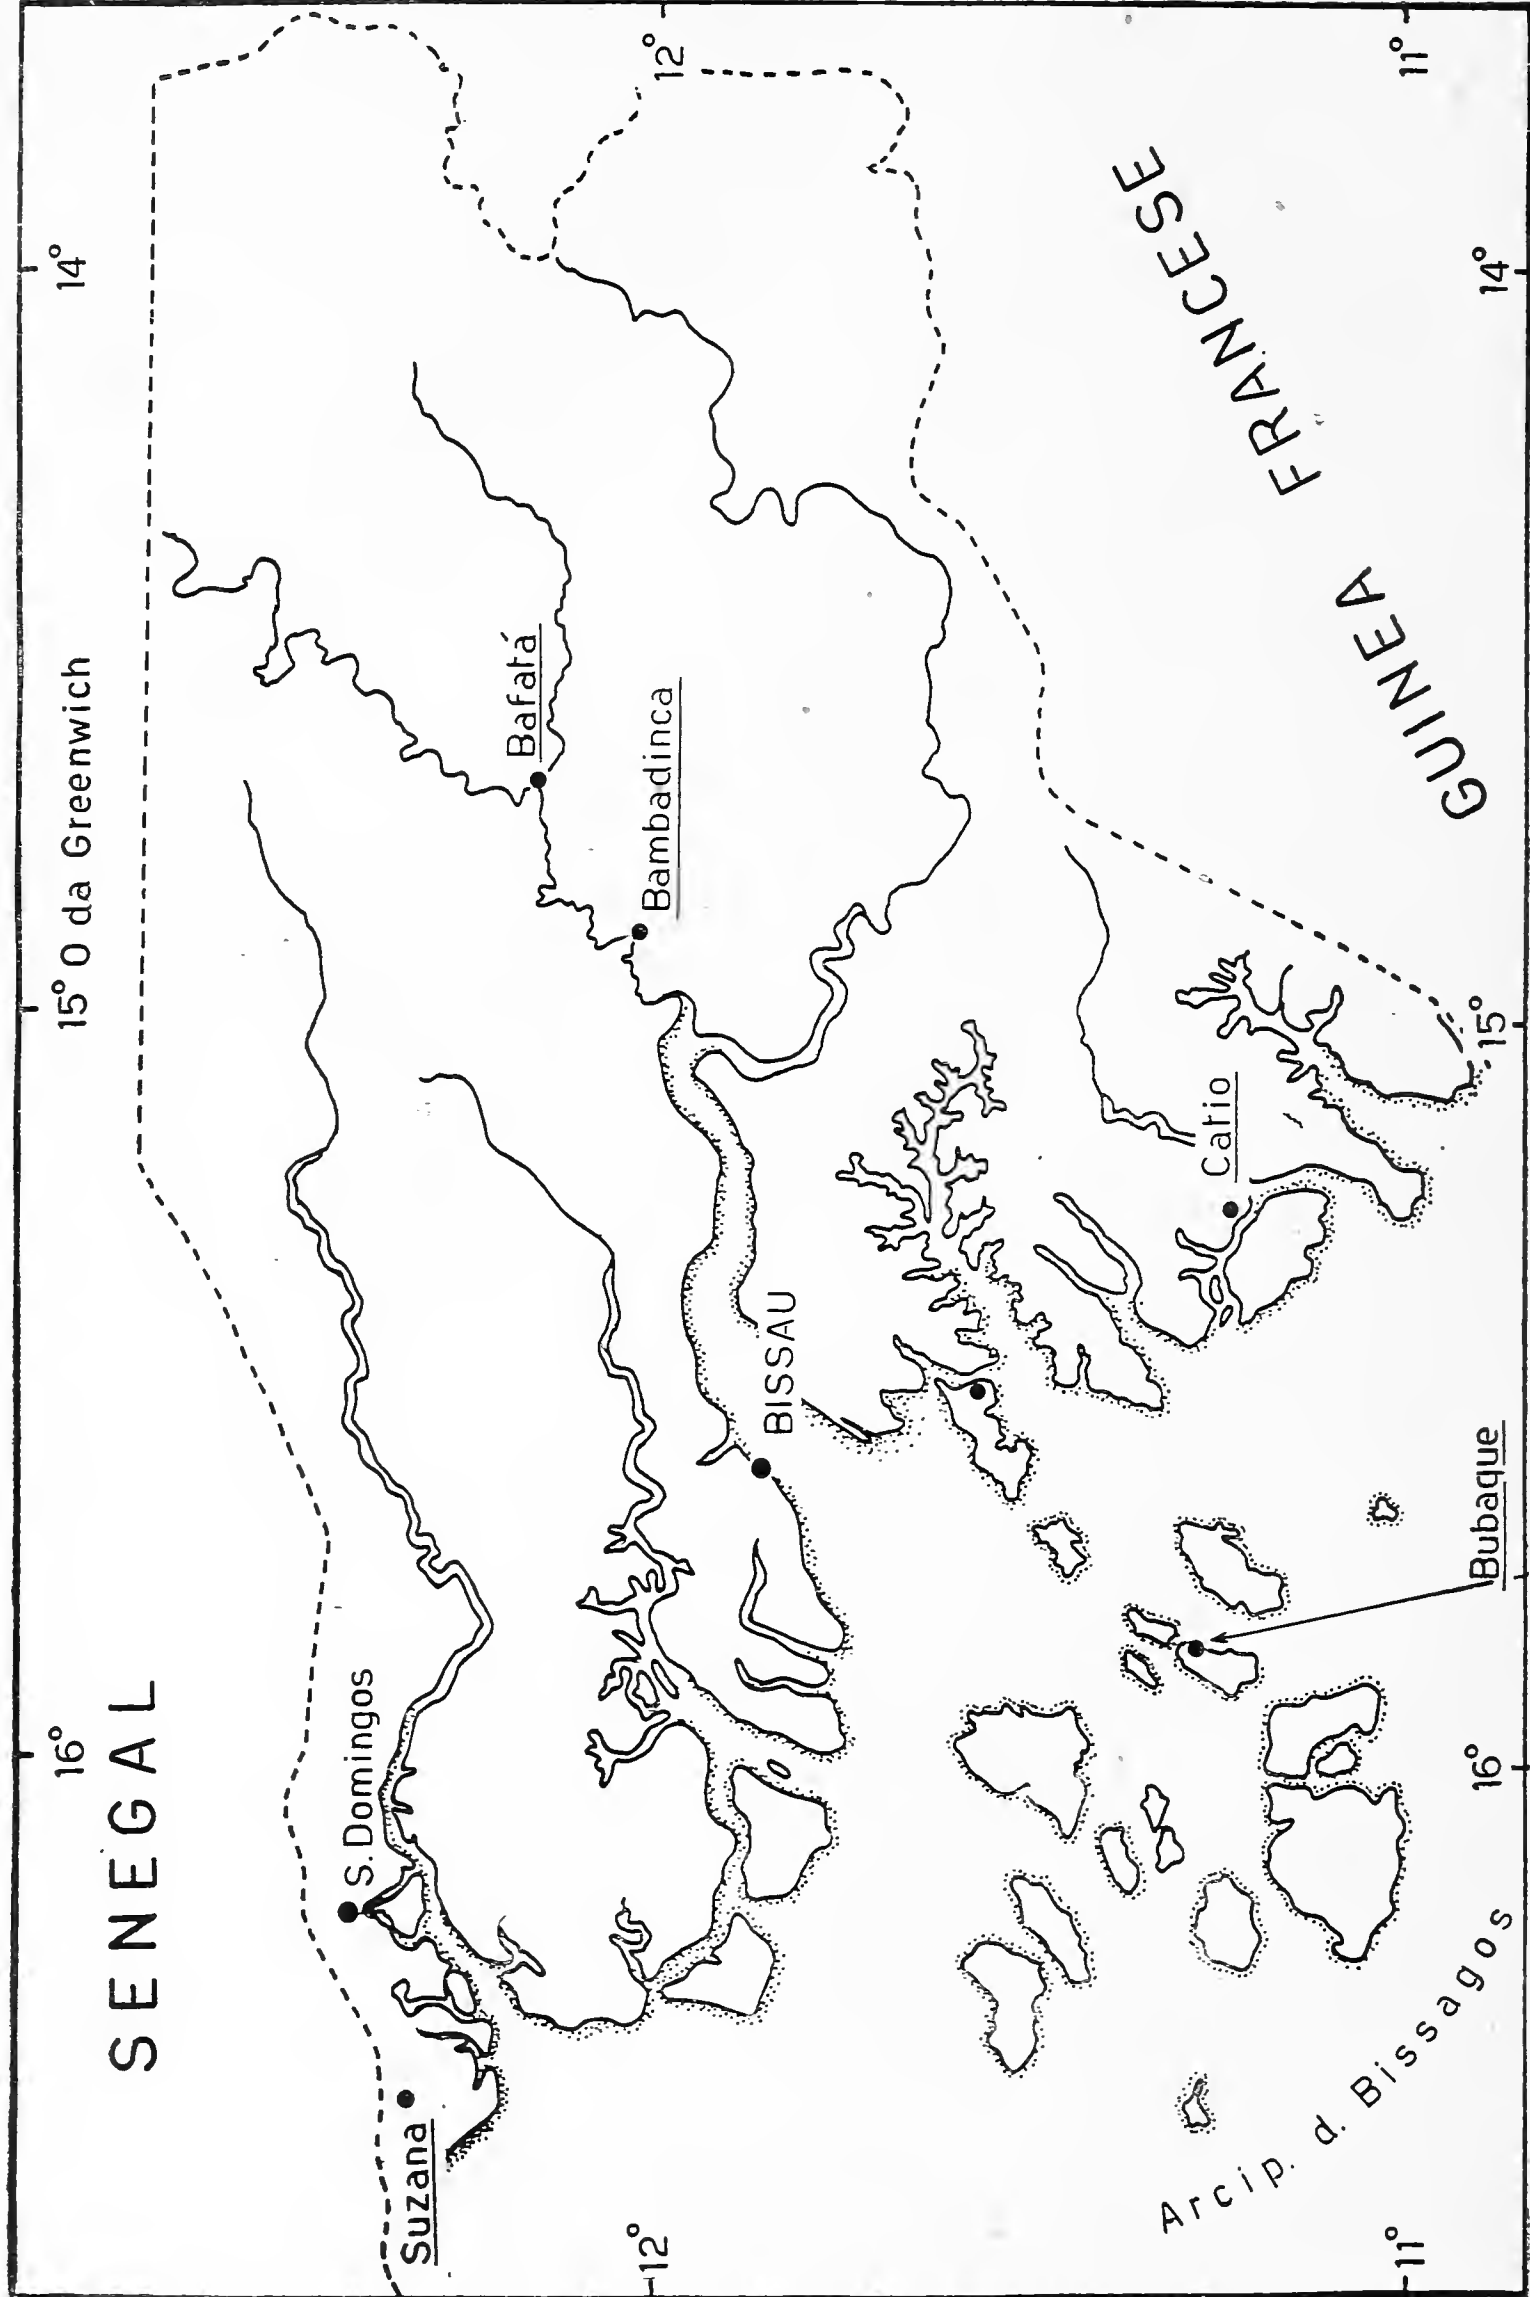 16°
15° O da Greenwich
14°
SENEGAL
S. Domingos
Suzana
Bafatá
12°
12°
Bambadinca
BISSAU
Catio
GUINEA FRANCESE
Bubaque
Arcip. d. Bissagos
11°
11°
16°
15°
14°